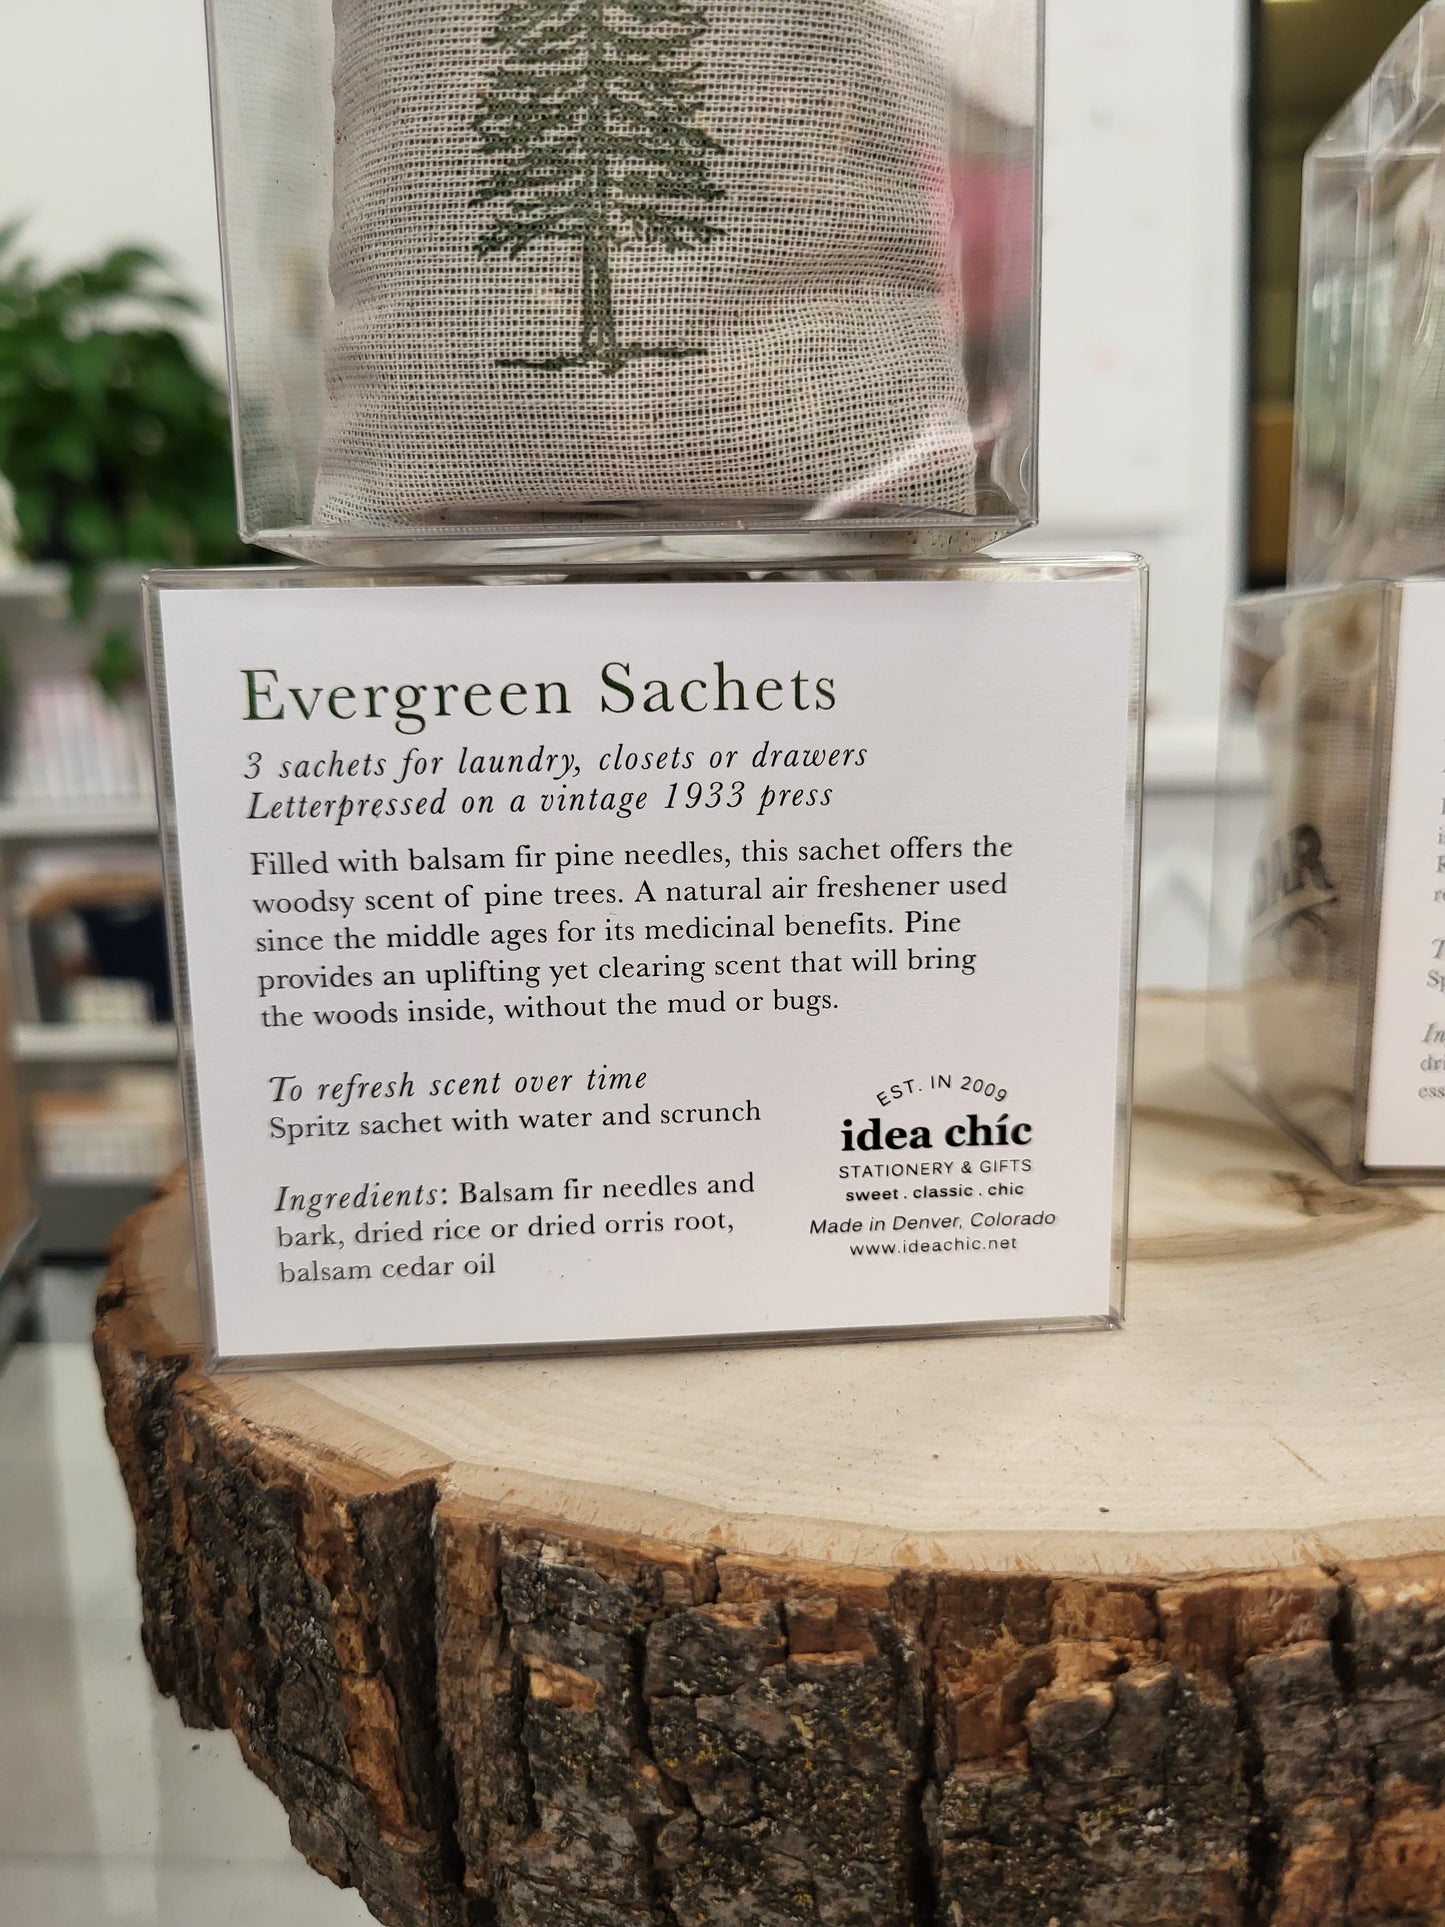 Evergreen Sachets
3 sachets for laundry, closets or drawers
Letterpressed on a vintage 1933 press
Filled with balsam fir pine needles, this sachet offers the
woodsy scent of pine trees. A natural air freshener used
since the middle ages for its medicinal benefits. Pine
provides an uplifting yet clearing scent that will bring
the woods inside, without the mud or bugs.
To refresh scent over time
Spritz sachet with water and scrunch
Ingredients: Balsam fir needles and
bark, dried rice or dried orris root,
balsam cedar oil
EST. IN 2009
idea chíc
STATIONERY & GIFTS
sweet . classic . chic
Made in Denver, Colorado
www.ideachic.net